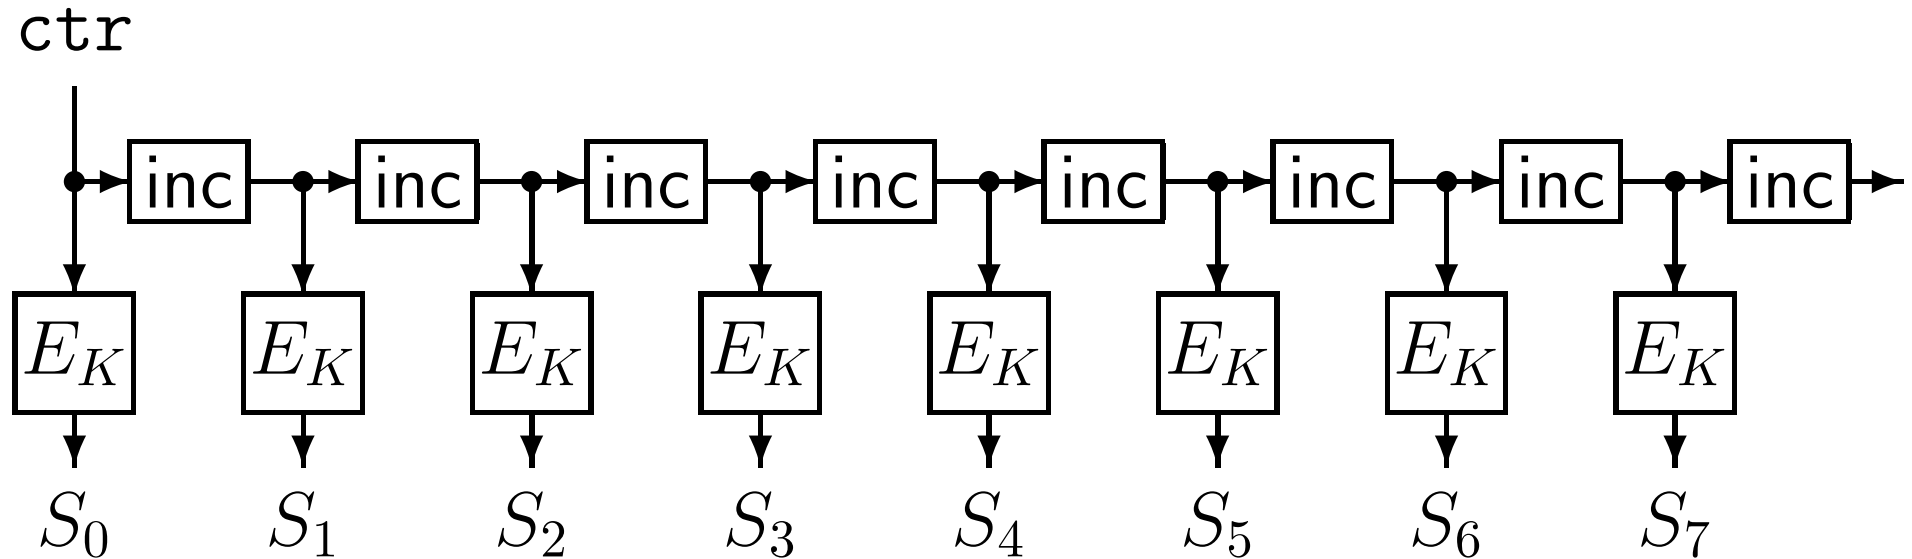 ctr
inc inc inc inc inc inc inc inc
E_K E_K E_K E_K E_K E_K E_K E_K
S_0 S_1 S_2 S_3 S_4 S_5 S_6 S_7